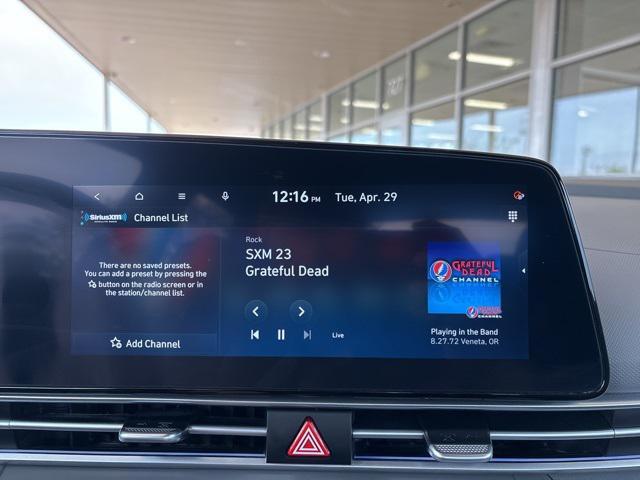 12:16 PM Tue, Apr. 29
SiriusXM Channel List
There are no saved presets.
You can add a preset by pressing the
button on the radio screen or in
the station/channel list.
Add Channel
Rock
SXM 23
Grateful Dead
Live
GRATEFUL DEAD
CHANNEL
Playing in the Band
8.27.72 Veneta, OR